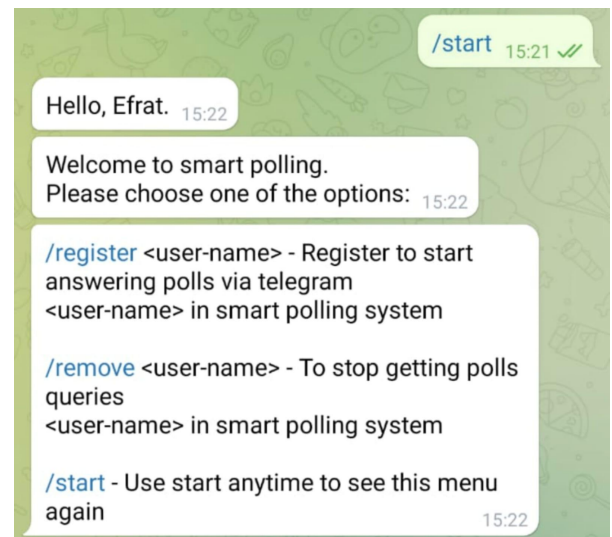 /start 15:21
Hello, Efrat. 15:22
Welcome to smart polling.
Please choose one of the options: 15:22
/register <user-name> - Register to start
answering polls via telegram
<user-name> in smart polling system
/remove <user-name> - To stop getting polls
queries
<user-name> in smart polling system
/start - Use start anytime to see this menu
again 15:22